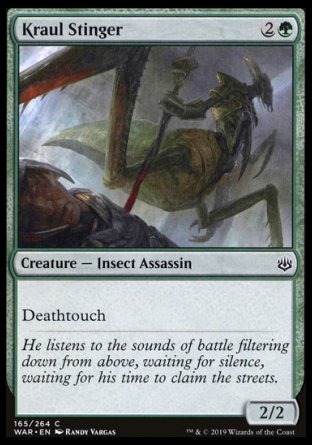 Kraul Stinger 2
Creature — Insect Assassin
Deathtouch
He listens to the sounds of battle filtering
down from above, waiting for silence,
waiting for his time to claim the streets.
2/2
165/264 C
WAR • EN Randy Vargas
™ & © 2019 Wizards of the Coast